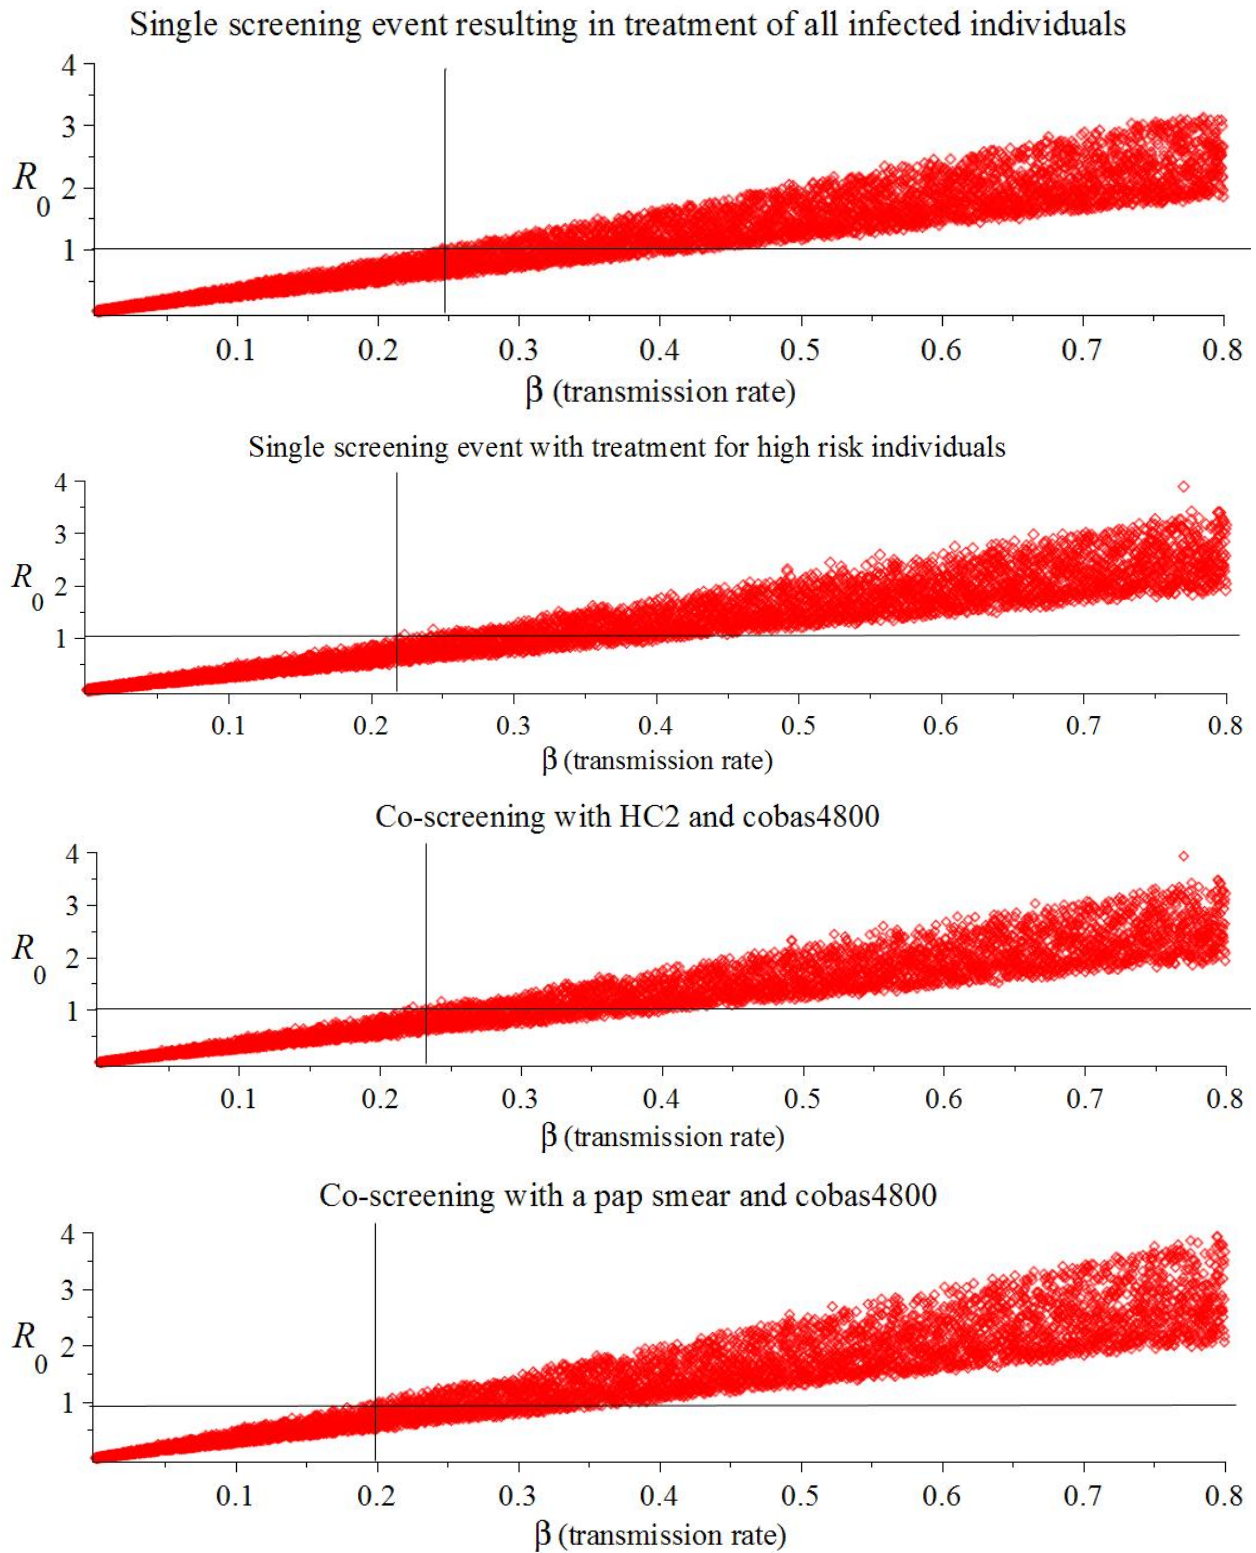 Single screening event resulting in treatment of all infected individuals
4
3
R0
2
1
0.1 0.2 0.3 0.4 0.5 0.6 0.7 0.8
β (transmission rate)
Single screening event with treatment for high risk individuals
4
3
R0
2
1
0.1 0.2 0.3 0.4 0.5 0.6 0.7 0.8
β (transmission rate)
Co-screening with HC2 and cobas4800
4
3
R0
2
1
0.1 0.2 0.3 0.4 0.5 0.6 0.7 0.8
β (transmission rate)
Co-screening with a pap smear and cobas4800
4
3
R0
2
1
0.1 0.2 0.3 0.4 0.5 0.6 0.7 0.8
β (transmission rate)